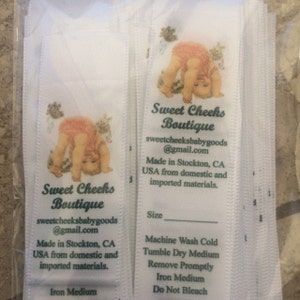 Sweet Cheeks
Boutique
sweetcheeksbabygoods
@gmail.com
Made in Stockton, CA
USA from domestic and
imported materials.
Iron Medium
Sweet Cheeks
Boutique
sweetcheeksbabygoods
@gmail.com
Made in Stockton, CA
USA from domestic and
imported materials.
Size ________
Machine Wash Cold
Tumble Dry Medium
Remove Promptly
Iron Medium
Do Not Bleach